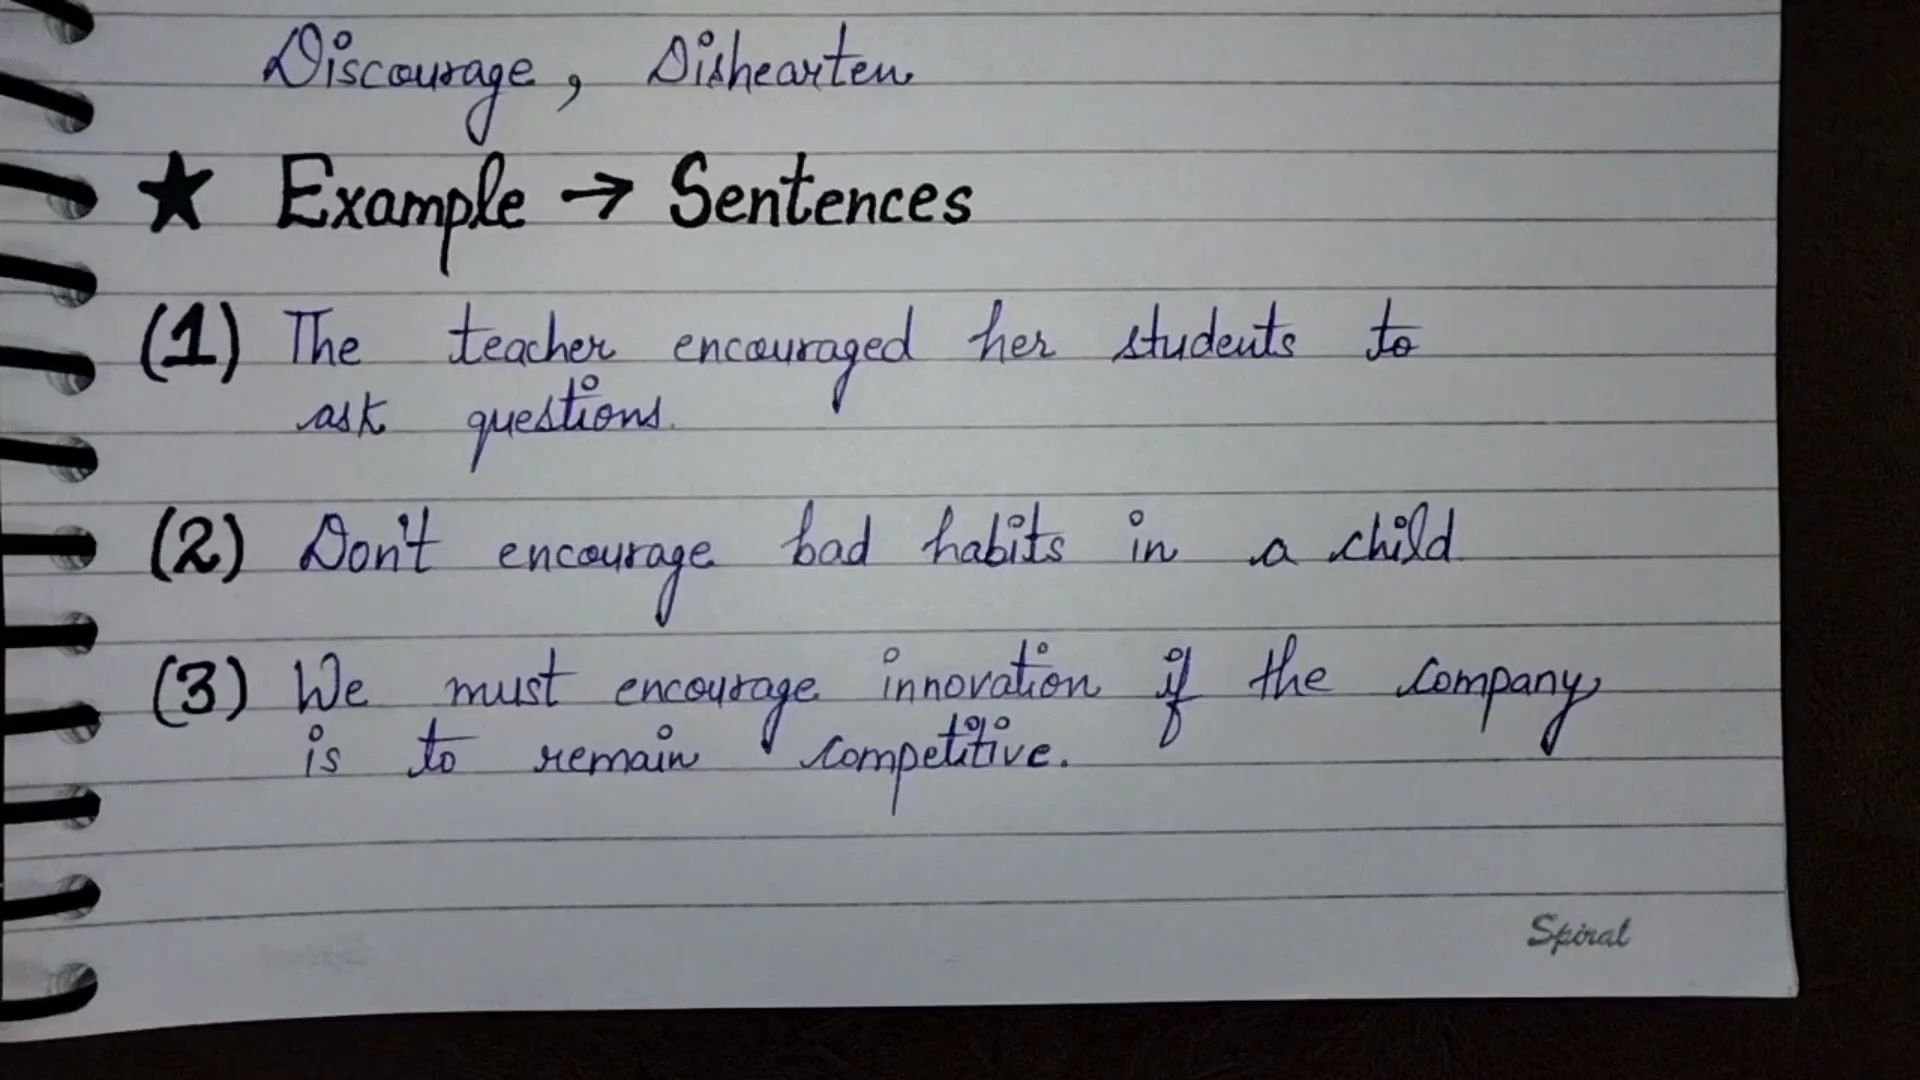 Discourage, Dishearten
★ Example → Sentences
(1) The teacher encouraged her students to
ask questions.
(2) Don't encourage bad habits in a child
(3) We must encourage innovation if the company
is to remain competitive.
Spiral